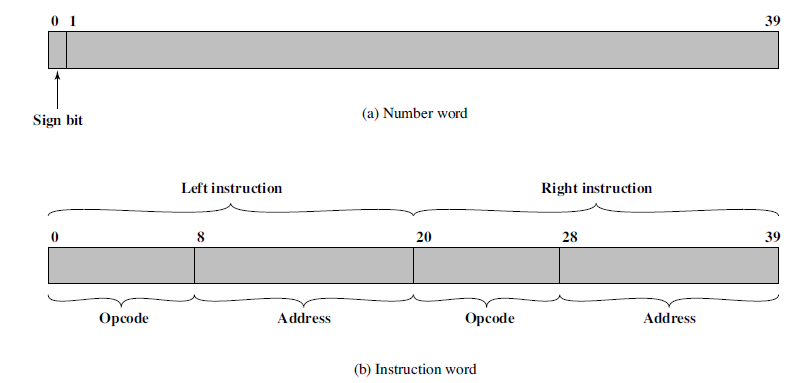 0 1 39
Sign bit
(a) Number word
Left instruction Right instruction
0 8 20 28 39
Opcode Address Opcode Address
(b) Instruction word